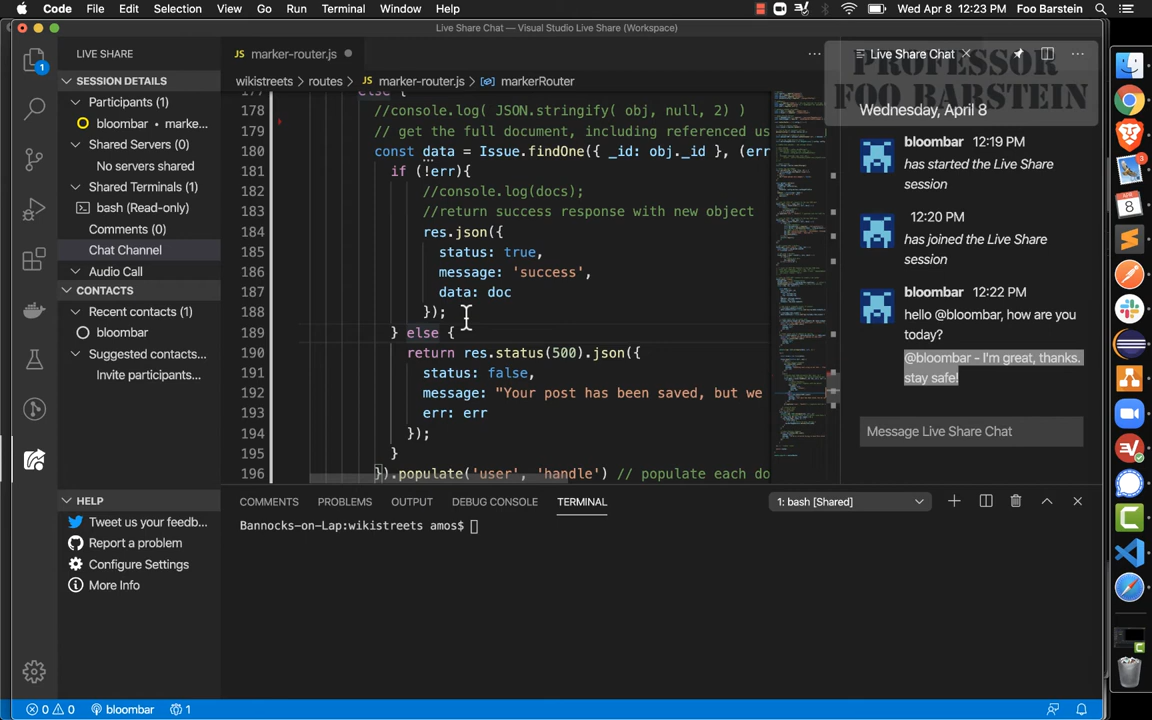 Code File Edit Selection View Go Run Terminal Window Help Wed Apr 8 12:23 PM Foo Barstein
Live Share Chat — Visual Studio Live Share (Workspace)
LIVE SHARE
SESSION DETAILS
Participants (1)
bloombar • marke...
Shared Servers (0)
No servers shared
Shared Terminals (1)
bash (Read-only)
Comments (0)
Chat Channel
Audio Call
CONTACTS
Recent contacts (1)
bloombar
Suggested contacts...
Invite participants...
HELP
Tweet us your feedb...
Report a problem
Configure Settings
More Info
JS marker-router.js
wikistreets > routes > JS marker-router.js > markerRouter
177 else {
178 //console.log( JSON.stringify( obj, null, 2) )
179 // get the full document, including referenced us
180 const data = Issue.findOne({ _id: obj._id }, (err
181 if (!err){
182 //console.log(docs);
183 //return success response with new object
184 res.json({
185 status: true,
186 message: 'success',
187 data: doc
188 });
189 } else {
190 return res.status(500).json({
191 status: false,
192 message: "Your post has been saved, but we
193 err: err
194 });
195 }
196 }).populate('user', 'handle') // populate each do
COMMENTS PROBLEMS OUTPUT DEBUG CONSOLE TERMINAL 1: bash [Shared]
Bannocks-on-Lap:wikistreets amos$
Live Share Chat
PROFESSOR
FOO BARSTEIN
Wednesday, April 8
bloombar 12:19 PM
has started the Live Share
session
12:20 PM
has joined the Live Share
session
bloombar 12:22 PM
hello @bloombar, how are you
today?
@bloombar - I'm great, thanks.
stay safe!
Message Live Share Chat
0 0 bloombar 1